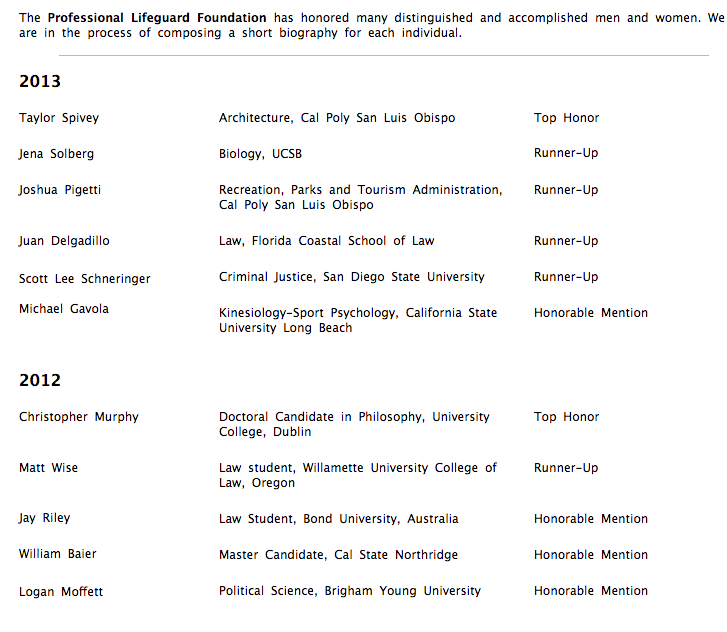 The Professional Lifeguard Foundation has honored many distinguished and accomplished men and women. We
are in the process of composing a short biography for each individual.
2013
Taylor Spivey Architecture, Cal Poly San Luis Obispo Top Honor
Jena Solberg Biology, UCSB Runner-Up
Joshua Pigetti Recreation, Parks and Tourism Administration, Runner-Up
Cal Poly San Luis Obispo
Juan Delgadillo Law, Florida Coastal School of Law Runner-Up
Scott Lee Schneringer Criminal Justice, San Diego State University Runner-Up
Michael Gavola Kinesiology-Sport Psychology, California State Honorable Mention
University Long Beach
2012
Christopher Murphy Doctoral Candidate in Philosophy, University Top Honor
College, Dublin
Matt Wise Law student, Willamette University College of Runner-Up
Law, Oregon
Jay Riley Law Student, Bond University, Australia Honorable Mention
William Baier Master Candidate, Cal State Northridge Honorable Mention
Logan Moffett Political Science, Brigham Young University Honorable Mention